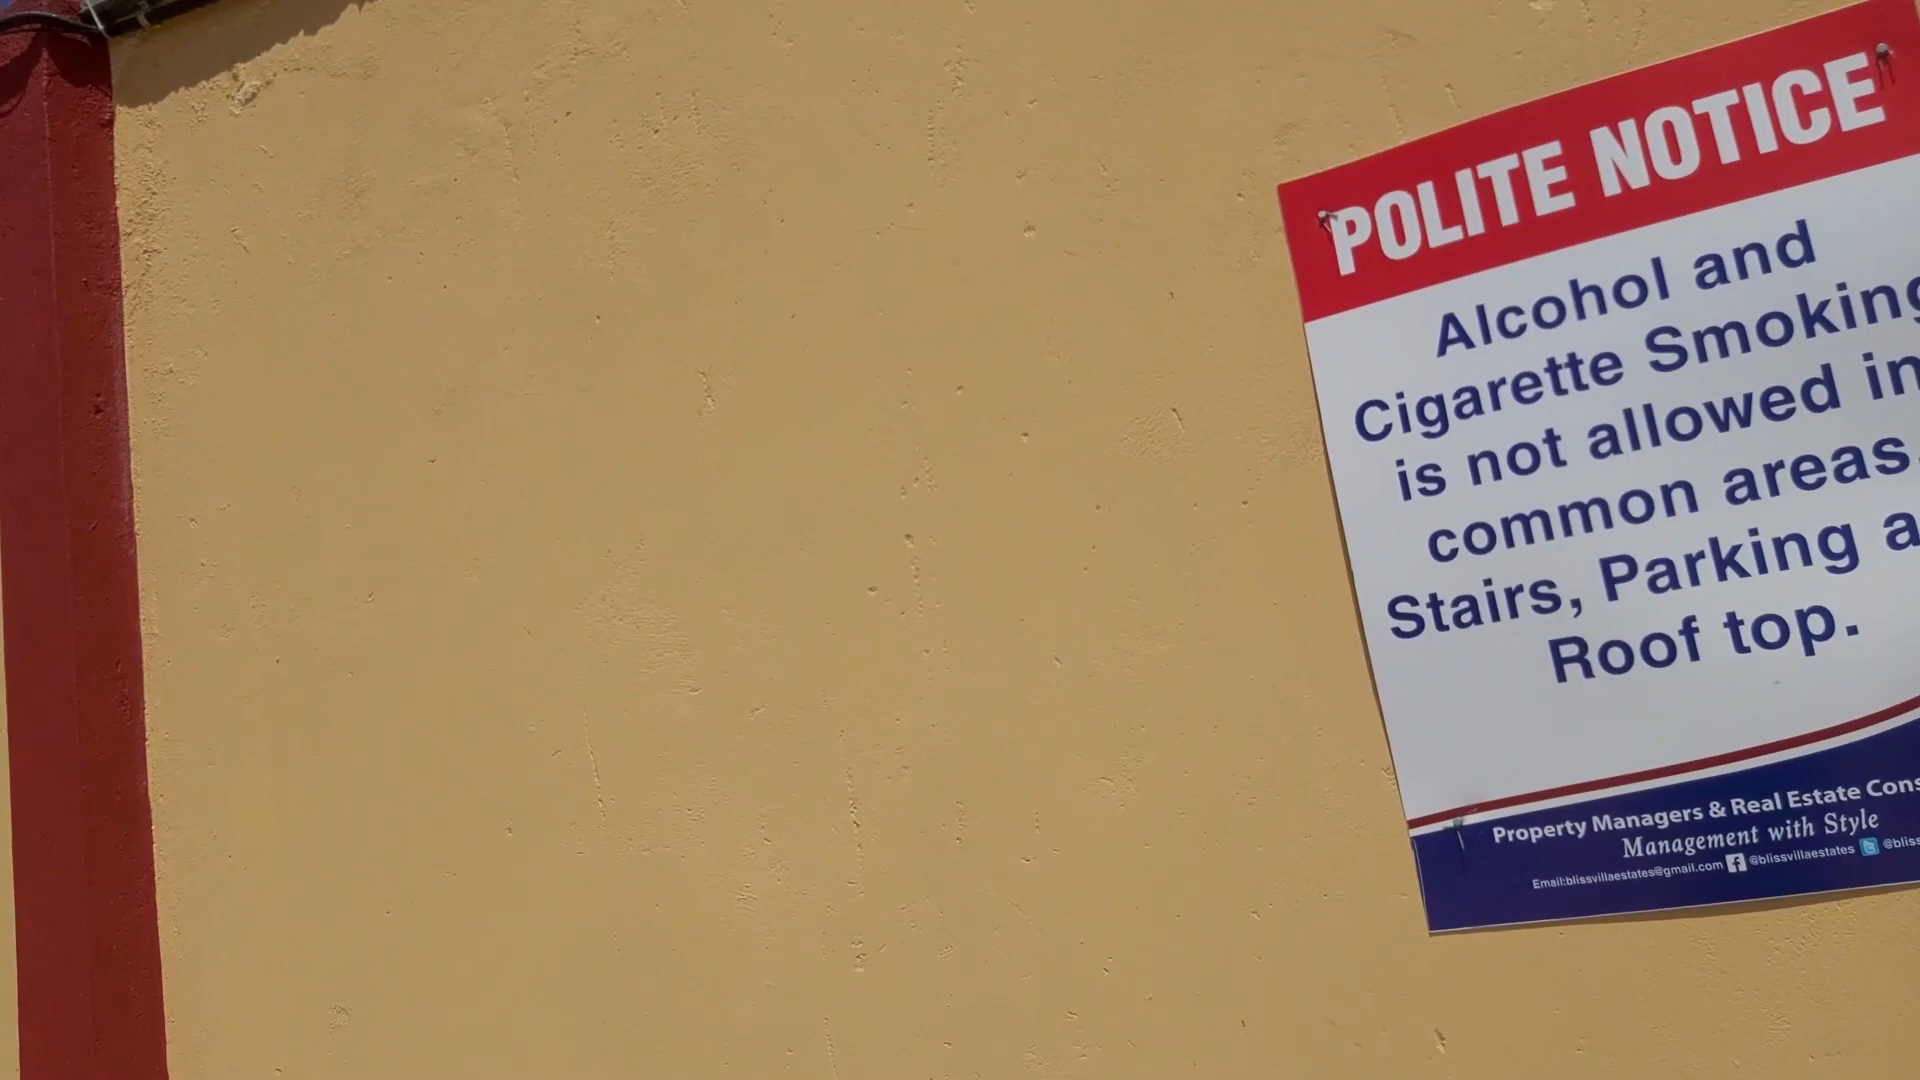 POLITE NOTICE
Alcohol and
Cigarette Smoking
is not allowed in
common areas,
Stairs, Parking a
Roof top.
Property Managers & Real Estate Cons
Management with Style
Email:blissvillaestates@gmail.com @blissvillaestates @bliss